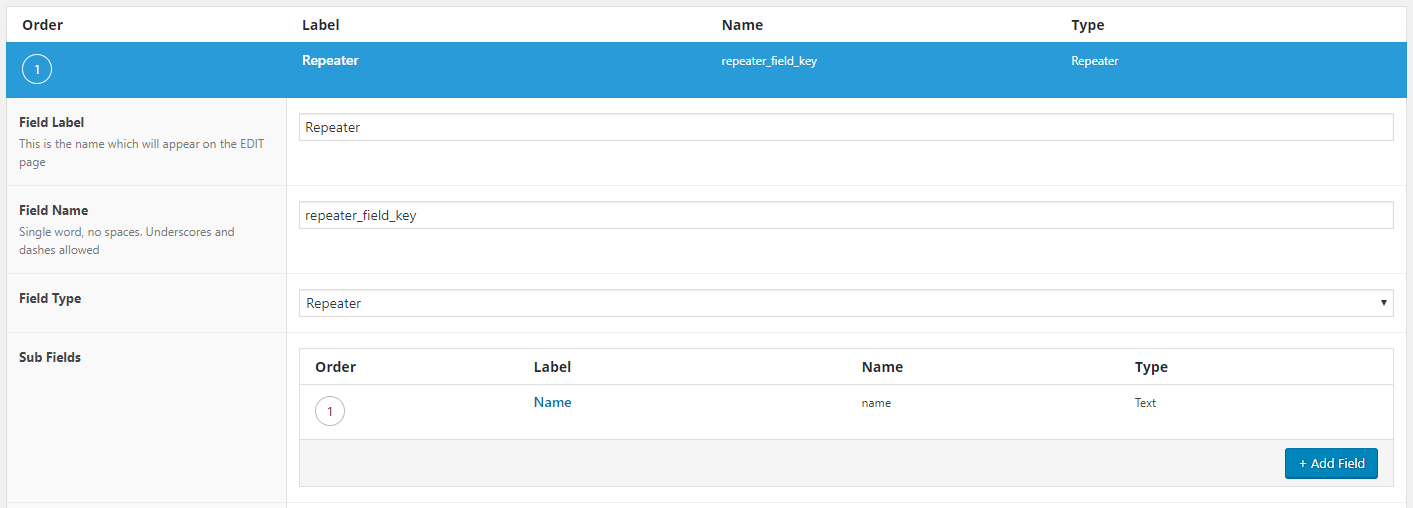 Order Label Name Type
1 Repeater repeater_field_key Repeater
Field Label
This is the name which will appear on the EDIT
page
Repeater
Field Name
Single word, no spaces. Underscores and
dashes allowed
repeater_field_key
Field Type
Repeater
Sub Fields
Order Label Name Type
1 Name name Text
+ Add Field